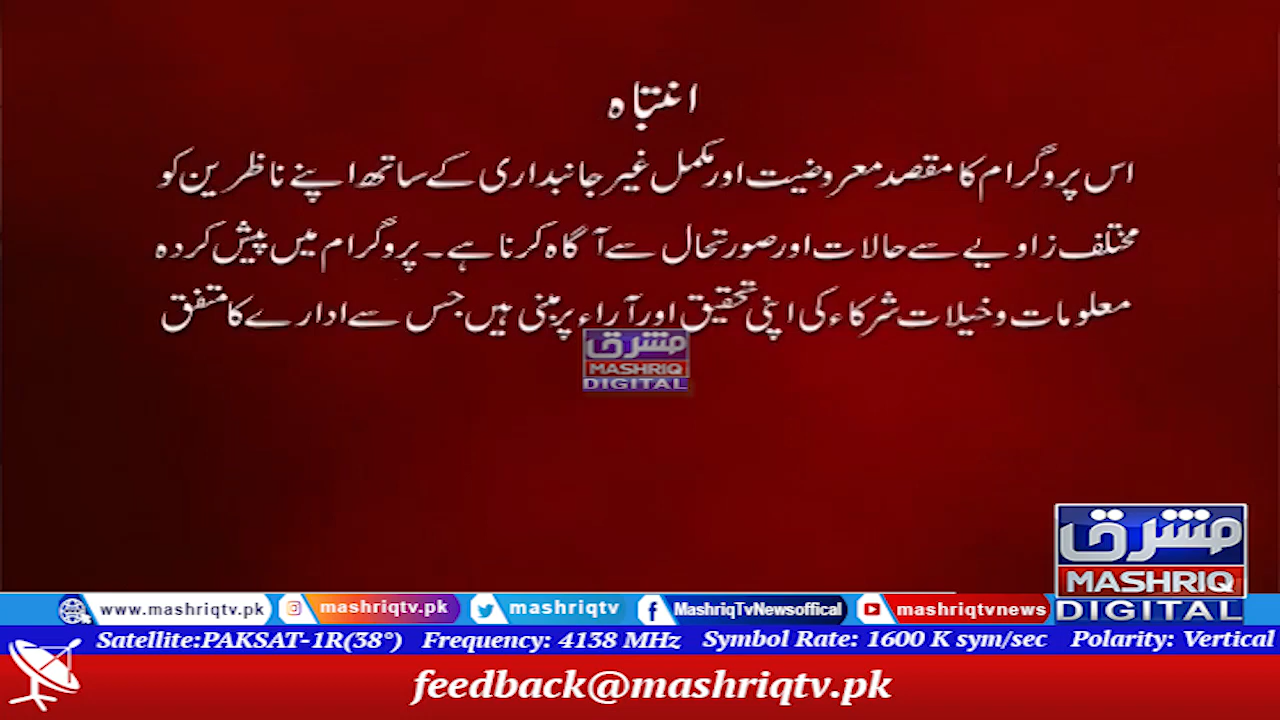 انتباہ
اس پروگرام کا مقصد معروضیت اور مکمل غیر جانبداری کے ساتھ اپنے ناظرین کو
مختلف زاویے سے حالات اور صورتحال سے آگاہ کرنا ہے۔ پروگرام میں پیش کردہ
معلومات و خیلات شرکاء کی اپنی تحقیق اور آراء پر مبنی ہیں جس سے ادارے کا متفق
مشرق
MASHRIQ
DIGITAL
مشرق
MASHRIQ
DIGITAL
www.mashriqtv.pk mashriqtv.pk mashriqtv MashriqTvNewsoffical mashriqtvnews
Satellite:PAKSAT-1R(38°) Frequency: 4138 MHz Symbol Rate: 1600 K sym/sec Polarity: Vertical
feedback@mashriqtv.pk